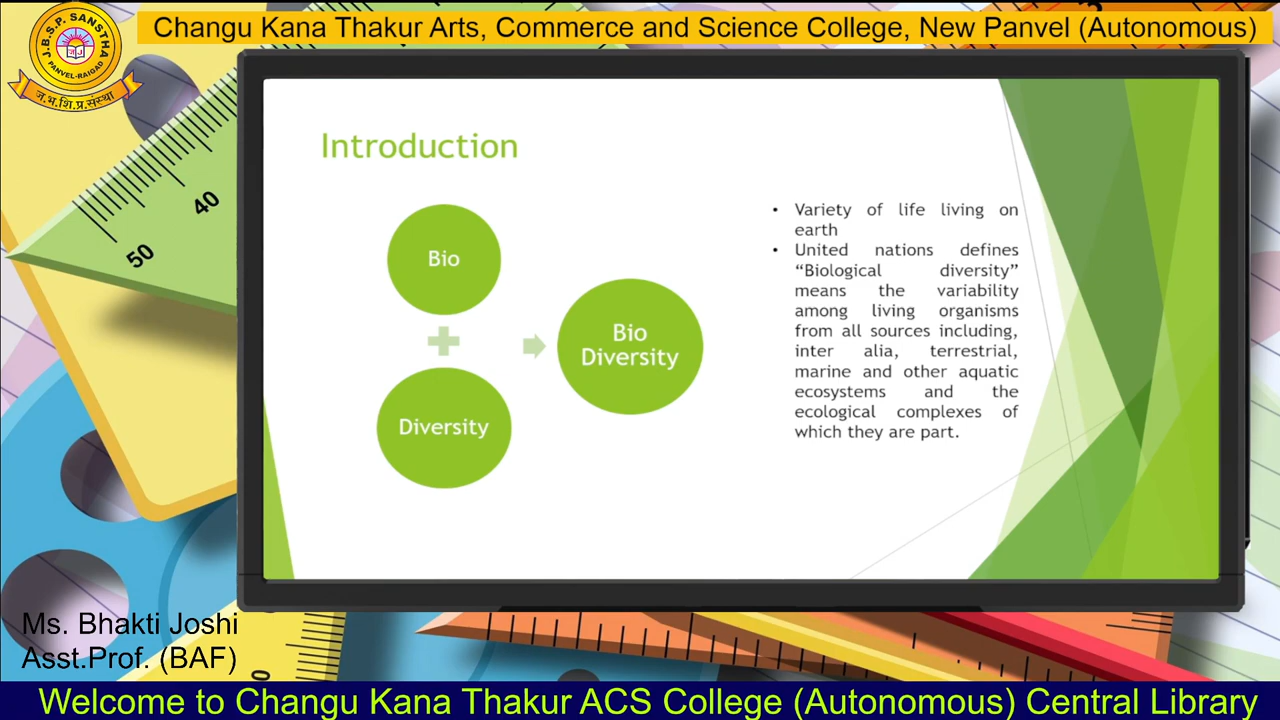 Changu Kana Thakur Arts, Commerce and Science College, New Panvel (Autonomous)
J.B.S.P. SANSTHA
PANVEL-RAIGAD
ज.भ.शि.प्र.संस्था
Introduction
Bio
Diversity
Bio
Diversity
• Variety of life living on
earth
• United nations defines
“Biological diversity”
means the variability
among living organisms
from all sources including,
inter alia, terrestrial,
marine and other aquatic
ecosystems and the
ecological complexes of
which they are part.
40
50
Ms. Bhakti Joshi
Asst.Prof. (BAF)
Welcome to Changu Kana Thakur ACS College (Autonomous) Central Library